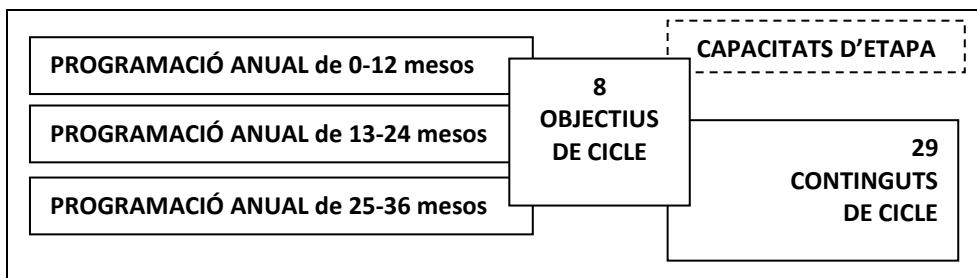 PROGRAMACIÓ ANUAL de 0-12 mesos
PROGRAMACIÓ ANUAL de 13-24 mesos
PROGRAMACIÓ ANUAL de 25-36 mesos
8
OBJECTIUS
DE CICLE
CAPACITATS D’ETAPA
29
CONTINGUTS
DE CICLE